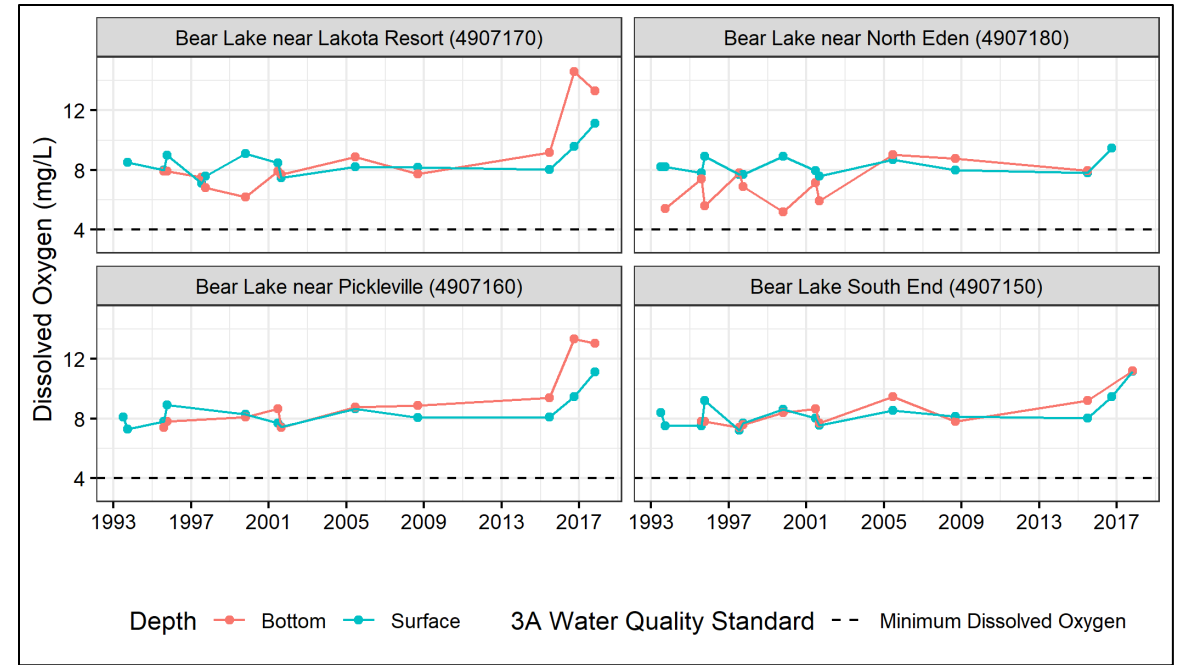 Bear Lake near Lakota Resort (4907170)
Bear Lake near North Eden (4907180)
12
8
4
Dissolved Oxygen (mg/L)
Bear Lake near Pickleville (4907160)
Bear Lake South End (4907150)
12
8
4
1993 1997 2001 2005 2009 2013 2017
1993 1997 2001 2005 2009 2013 2017
Depth Bottom Surface 3A Water Quality Standard Minimum Dissolved Oxygen